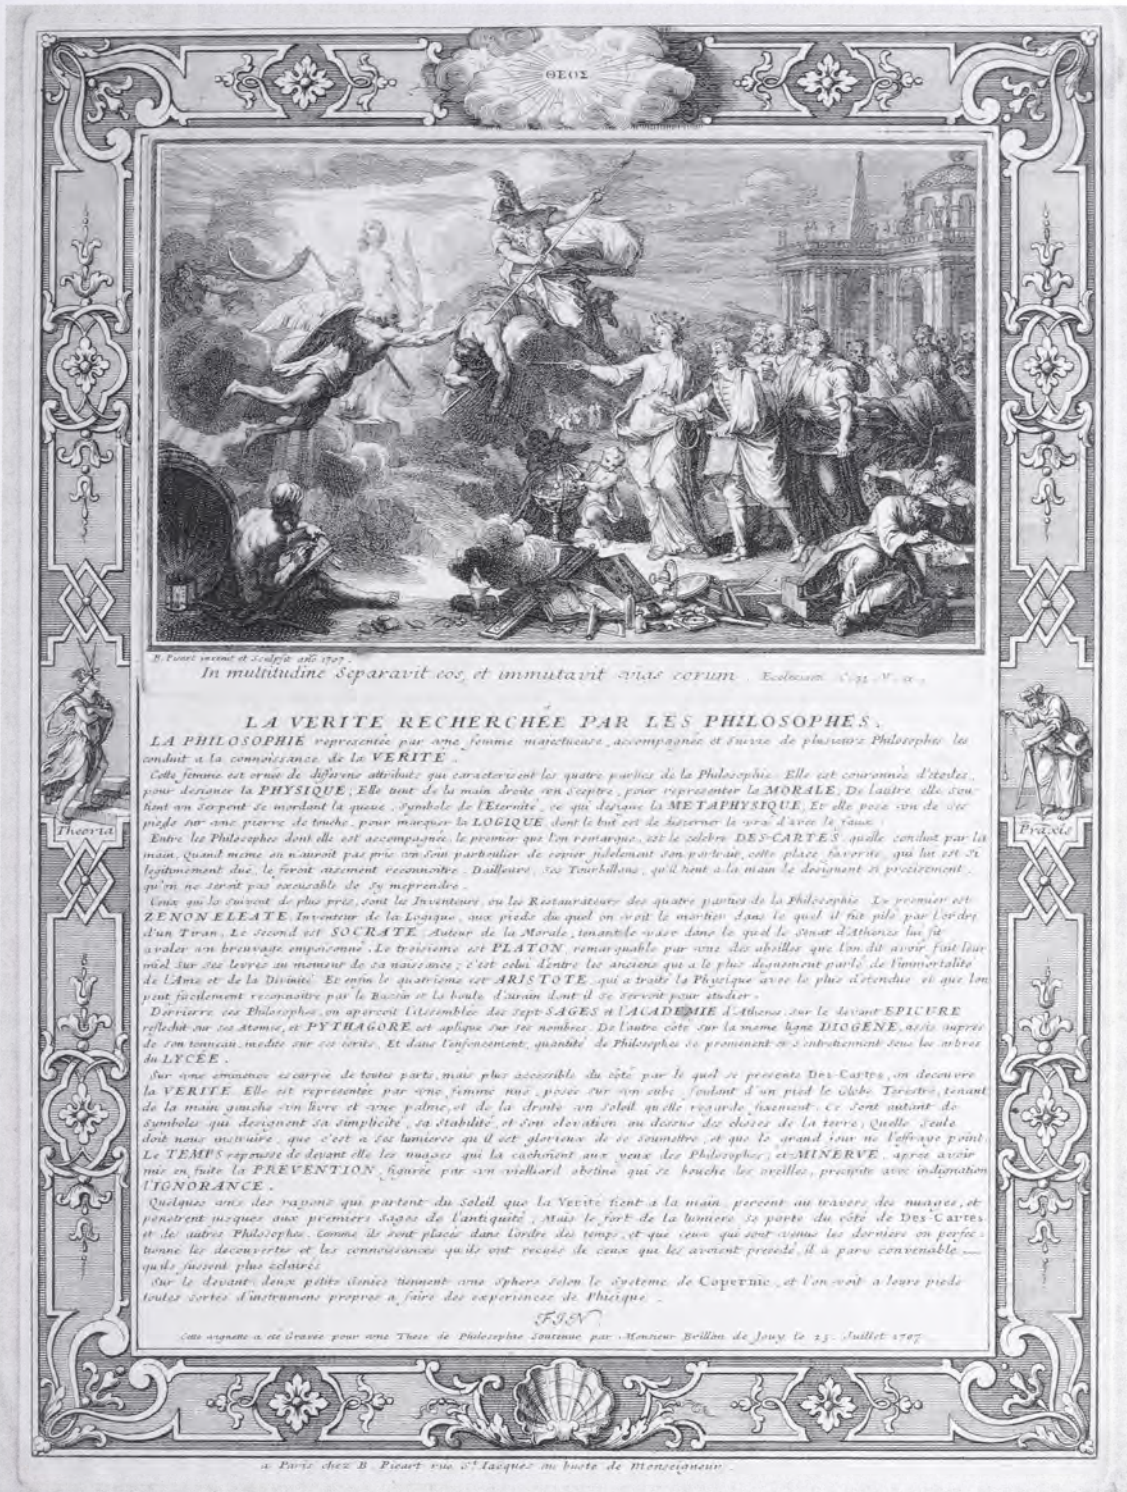 ΘΕΟΣ
B. Picart invenit et Sculpsit año 1707.
In multitudine Separavit eos, et immutavit vias eorum. Ecclesiast. C. 33. V. 11.
LA VERITE RECHERCHÉE PAR LES PHILOSOPHES.
LA PHILOSOPHIE representée par une femme majestueuse, accompagnée et Suivie de plusieurs Philosophes les
conduit a la connoissance de la VERITE.
Cette femme est ornée de differens attributs qui caracterisent les quatre parties de la Philosophie. Elle est couronnée d'étoiles,
pour designer la PHYSIQUE; Elle tient de la main droite un Sceptre, pour representer la MORALE; De l'autre elle Sou-
tient un Serpent se mordant la queue, Symbole de l'Eternité, ce qui designe la METAPHYSIQUE, Et elle pose un de ses
pieds sur une pierre de touche, pour marquer la LOGIQUE, dont le but est de discerner le vrai d'avec le faux.
Entre les Philosophes dont elle est accompagnée, le premier que l'on remarque, est le celebre DES-CARTES, quelle conduit par la
main, Quand meme on n'auroit pas pris un Soin particulier de copier fidelement Son portrait, cette place favorite, qui lui est Si
legitimement due, le feroit aisement reconnoitre. D'ailleurs, Ses Tourbillons, qu'il tient a la main le designent Si precisement,
qu'on ne seroit pas excusable de S'y meprendre.
Ceux qui la Suivent de plus près, sont les Inventeurs, ou les Restaurateurs des quatre parties de la Philosophie. Le premier est
ZENON ELEATE, Inventeur de la Logique, aux pieds du quel on voit le mortier dans le quel il fut pilé par l'ordre
d'un Tiran. Le Second est SOCRATE Auteur de la Morale, tenant le vase dans le quel le Senat d'Athenes lui fit
avaler un breuvage empoisonné. Le troisieme est PLATON, remarquable par une des abeilles que l'on dit avoir fait leur
miel Sur Ses levres au moment de sa naissance; c'est celui d'entre les anciens qui a le plus dignement parlé de l'immortalité
de l'Ame et de la Divinité. Et enfin le quatrieme est ARISTOTE, qui a traité la Physique avec le plus d'etendue et que l'on
peut facilement reconnoitre par le Bassin et la boule d'airain dont il se Servoit pour etudier.
Derriere ces Philosophes, on aperçoit l'Assemblée des Sept SAGES et l'ACADEMIE d'Athenes, Sur le devant EPICURE
reflechit sur Ses Atomes, et PYTHAGORE est apliqué sur Ses nombres. De l'autre côté sur la meme ligne DIOGENE, assis auprès
de Son tonneau, medite sur Ses ecrits, Et dans l'enfoncement, quantité de Philosophes se promenent et S'entretiennent Sous les arbres
du LYCÉE.
Sur une eminence escarpée de toutes parts, mais plus accessible du côté par le quel se presente Des-Cartes, on decouvre
la VERITE. Elle est representée par une femme nue, posée Sur un cube foulant d'un pied le Globe Terestre, tenant
de la main gauche un livre et une palme, et de la droite un Soleil qu'elle regarde fixement. Ce Sont autant de
Symboles qui designent Sa Simplicité, Sa Stabilité, et Son elevation au dessus des choses de la terre; Quelle Seule
doit nous instruire, que c'est a Ses lumieres qu'il est glorieux de se soumettre, et que le grand jour ne l'effraye point.
Le TEMPS repousse de devant elle les nuages qui la cachoient aux yeux des Philosophes, et MINERVE, apres avoir
mis en fuite la PREVENTION, figurée par un vieillard obstiné qui se bouche les oreilles, precipite avec indignation
l'IGNORANCE.
Quelques uns des rayons qui partent du Soleil que la Verite tient a la main percent au travers des nuages, et
penetrent jusques aux premiers Sages de l'antiquité; Mais le fort de la lumiere Se porte du côté de Des-Cartes
et des autres Philosophes. Comme ils sont placés dans l'ordre des temps, et que ceux qui sont venus les derniers on perfec-
tionné les decouvertes et les connoissances qu'ils ont reçues de ceux qui les avoient precedé, il a paru convenable
qu'ils fussent plus eclairés.
Sur le devant deux petits Genies tiennent une Sphere Selon le Systeme de Copernic, et l'on voit a leurs pieds
toutes sortes d'instrumens propres a faire des experiences de Phisique.
FIN
Cette vignette a été Gravée pour une These de Philosophie Soutenue par Monsieur Brillon de Jouy le 25. Juillet 1707.
Theoria
Praxis
a Paris chez B. Picart rue St. Jacques au buste de Monseigneur.